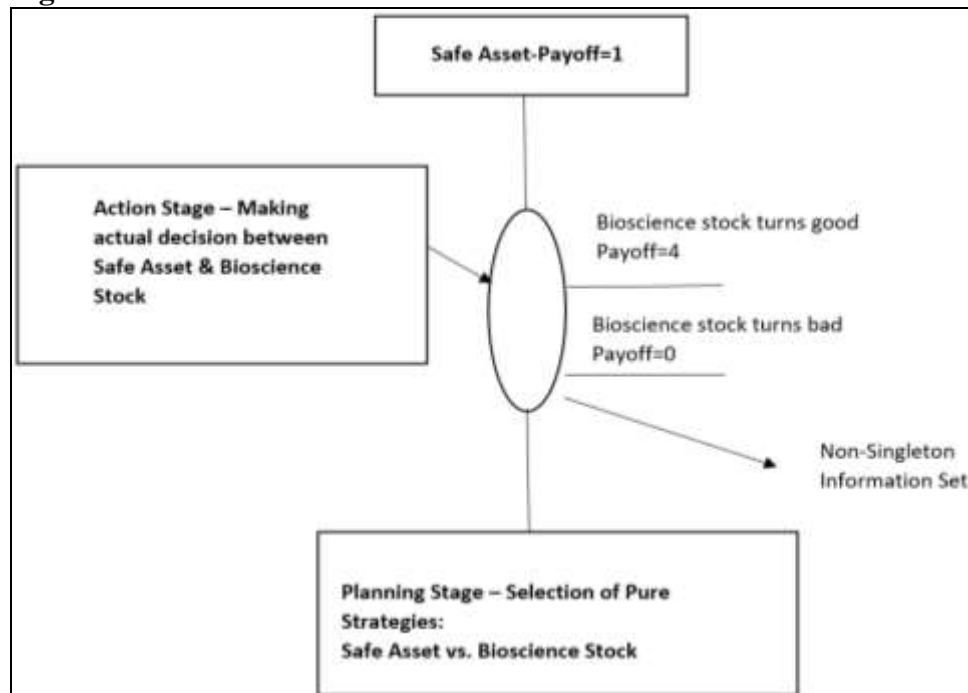 Safe Asset-Payoff=1
Action Stage – Making
actual decision between
Safe Asset & Bioscience
Stock
Bioscience stock turns good
Payoff=4
Bioscience stock turns bad
Payoff=0
Non-Singleton
Information Set
Planning Stage – Selection of Pure
Strategies:
Safe Asset vs. Bioscience Stock